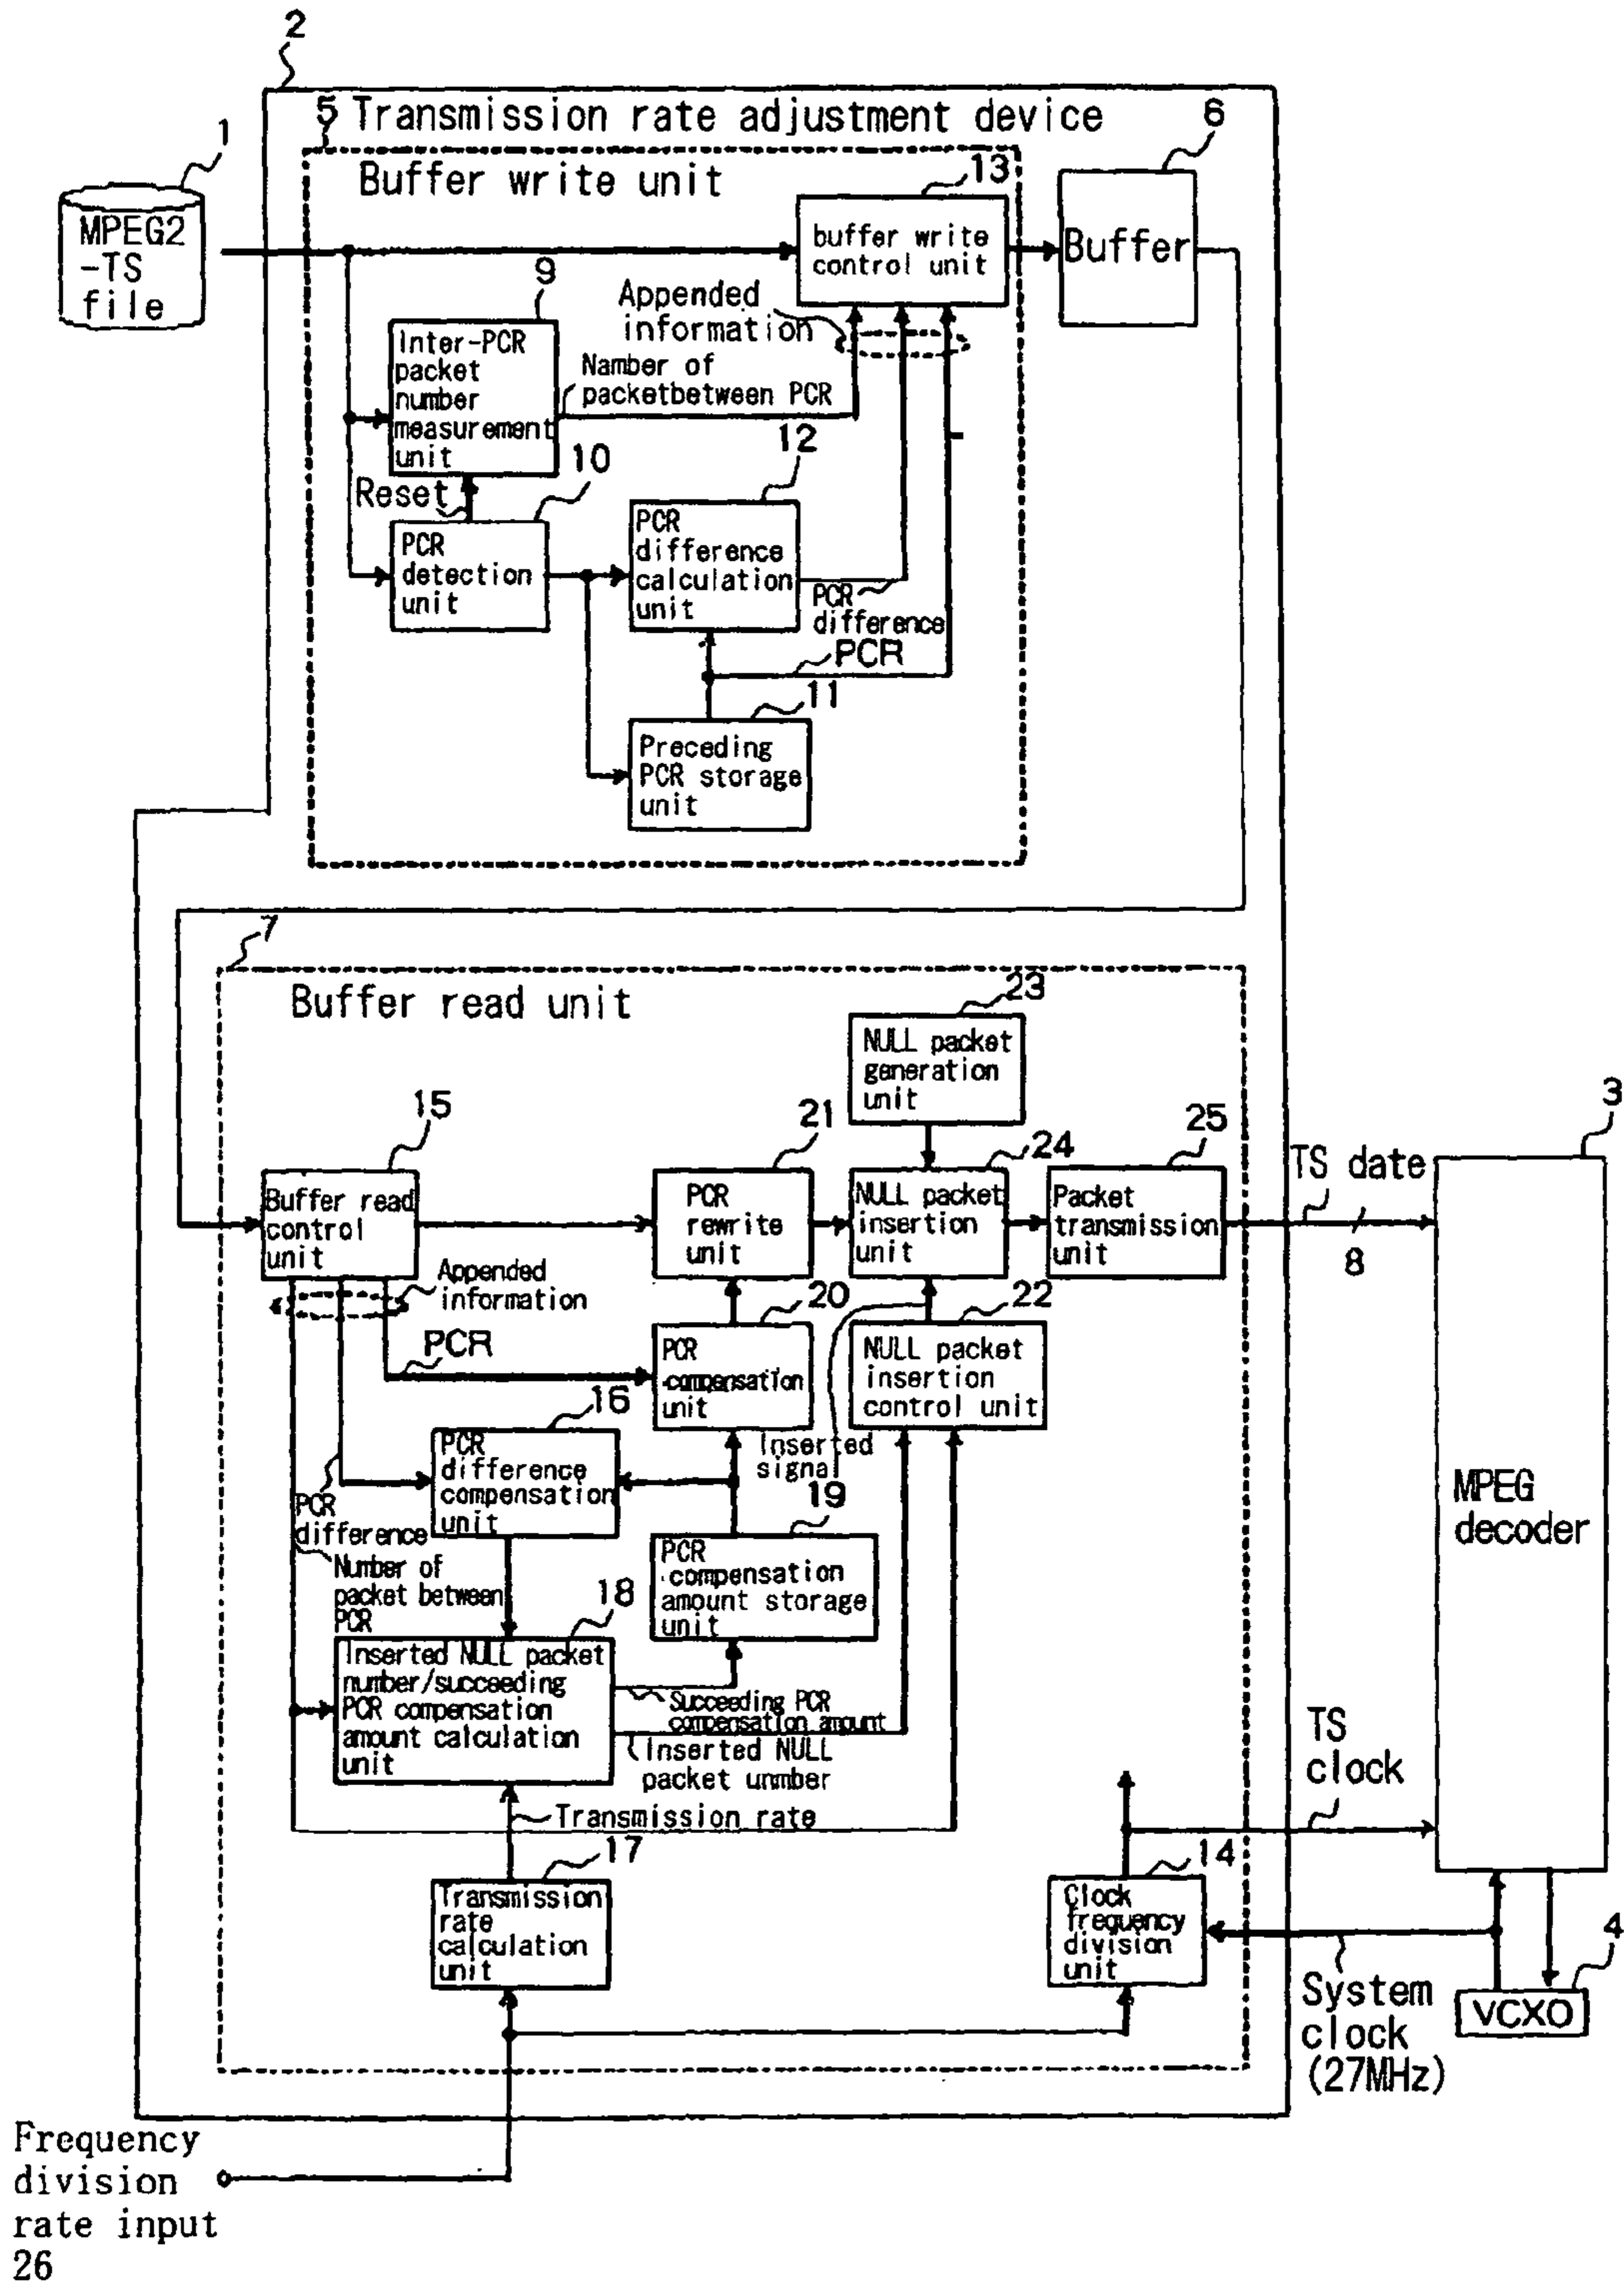 2
5 Transmission rate adjustment device
6
1
Buffer write unit
13
MPEG2
-TS
file
buffer write
control unit
Buffer
9
Appended
information
Inter-PCR
packet
number
measurement
unit
Namber of
packetbetween PCR
12
10
Reset
PCR
detection
unit
PCR
difference
calculation
unit
PCR
difference
PCR
11
Preceding
PCR storage
unit
7
Buffer read unit
23
NULL packet
generation
unit
15
21
24
25
3
TS date
Buffer read
control
unit
PCR
rewrite
unit
NULL packet
insertion
unit
Packet
transmission
unit
8
Appended
information
20
22
PCR
PCR
compensation
unit
NULL packet
insertion
control unit
16
Inserted
signal
PCR
difference
compensation
unit
19
PCR
difference
PCR
compensation
amount storage
unit
MPEG
decoder
Number of
packet between
PCR
18
Inserted NULL packet
number/succeeding
PCR compensation
amount calculation
unit
Succeeding PCR
compensation amount
Inserted NULL
packet unmber
TS
clock
Transmission rate
17
14
Transmission
rate
calculation
unit
Clock
frequency
division
unit
4
VCXO
System
clock
(27MHz)
Frequency
division
rate input
26